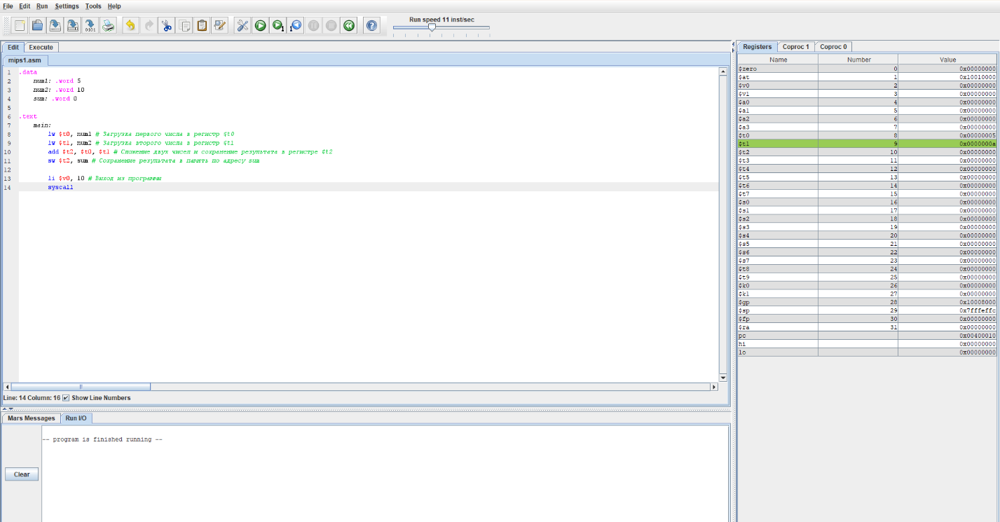 File Edit Run Settings Tools Help
Run speed 11 inst/sec
Edit Execute
mips1.asm
1 .data
2 num1: .word 5
3 num2: .word 10
4 sum: .word 0
5
6 .text
7 main:
8 lw $t0, num1 # Загрузка первого числа в регистр $t0
9 lw $t1, num2 # Загрузка второго числа в регистр $t1
10 add $t2, $t0, $t1 # Сложение двух чисел и сохранение результата в регистре $t2
11 sw $t2, sum # Сохранение результата в память по адресу sum
12
13 li $v0, 10 # Выход из программы
14 syscall
Line: 14 Column: 16 Show Line Numbers
Mars Messages Run I/O
-- program is finished running --
Clear
Registers Coproc 1 Coproc 0
Name Number Value
$zero 0 0x00000000
$at 1 0x10010000
$v0 2 0x00000000
$v1 3 0x00000000
$a0 4 0x00000000
$a1 5 0x00000000
$a2 6 0x00000000
$a3 7 0x00000000
$t0 8 0x00000005
$t1 9 0x0000000a
$t2 10 0x00000000
$t3 11 0x00000000
$t4 12 0x00000000
$t5 13 0x00000000
$t6 14 0x00000000
$t7 15 0x00000000
$s0 16 0x00000000
$s1 17 0x00000000
$s2 18 0x00000000
$s3 19 0x00000000
$s4 20 0x00000000
$s5 21 0x00000000
$s6 22 0x00000000
$s7 23 0x00000000
$t8 24 0x00000000
$t9 25 0x00000000
$k0 26 0x00000000
$k1 27 0x00000000
$gp 28 0x10008000
$sp 29 0x7fffeffc
$fp 30 0x00000000
$ra 31 0x00000000
pc 0x00400010
hi 0x00000000
lo 0x00000000